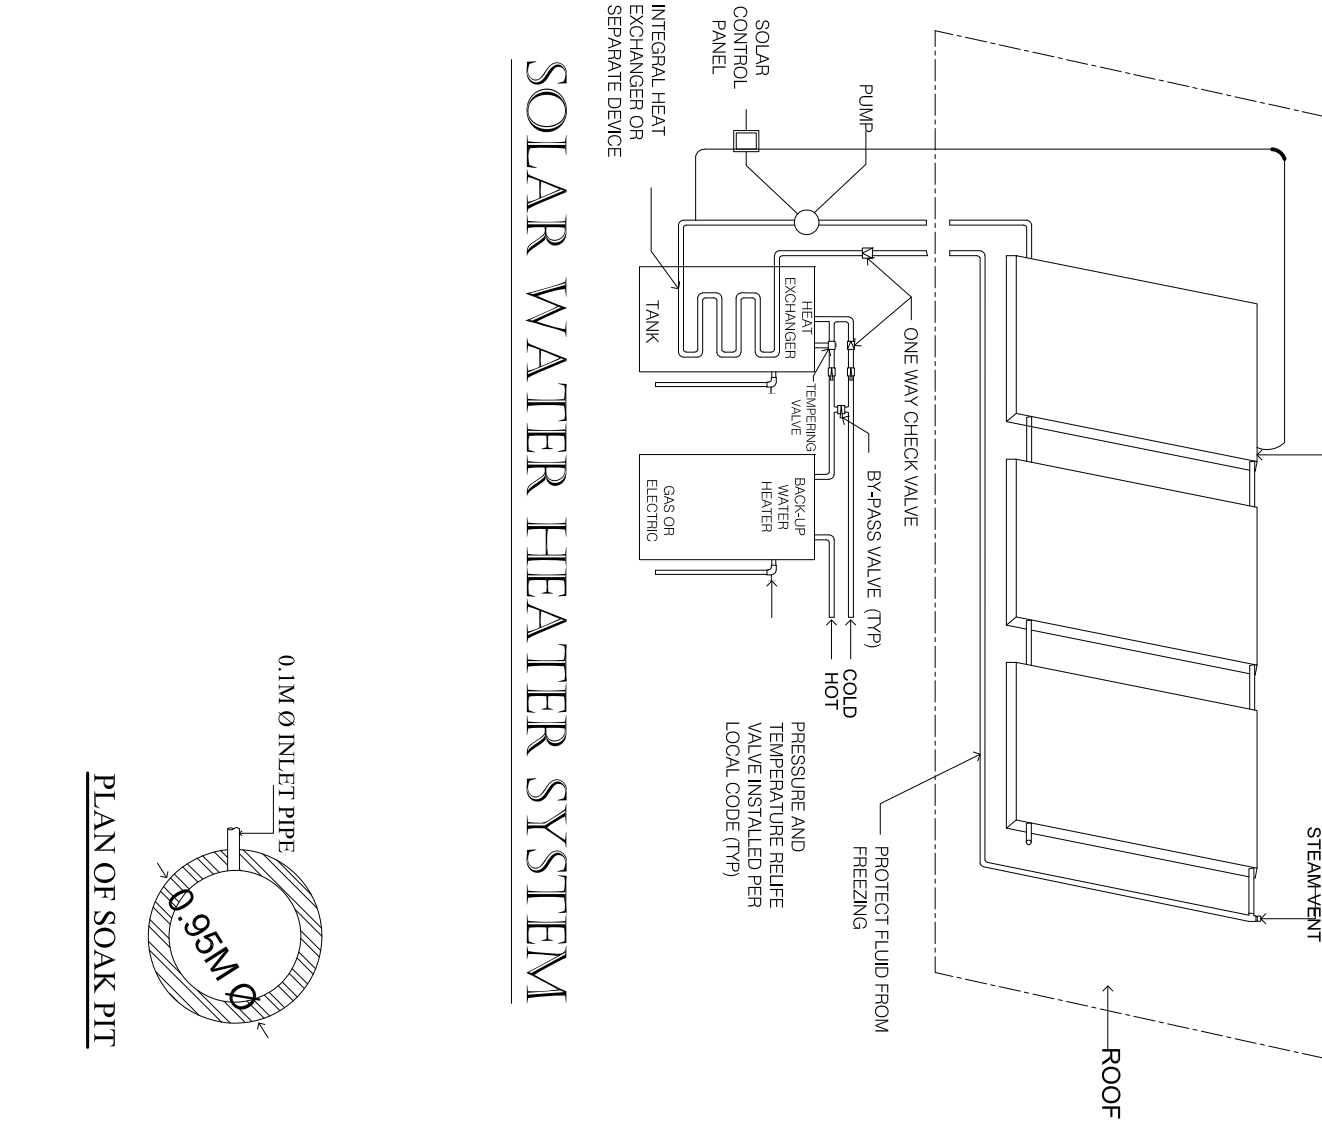 STEAM VENT
ROOF
SOLAR
CONTROL
PANEL
PUMP
INTEGRAL HEAT
EXCHANGER OR
SEPARATE DEVICE
ONE WAY CHECK VALVE
HEAT
EXCHANGER
TANK
TEMPERING
VALVE
BY-PASS VALVE (TYP)
BACK-UP
WATER
HEATER
GAS OR
ELECTRIC
COLD
HOT
PRESSURE AND
TEMPERATURE RELIFE
VALVE INSTALLED PER
LOCAL CODE (TYP)
PROTECT FLUID FROM
FREEZING
SOLAR WATER HEATER SYSTEM
0.1M Ø INLET PIPE
0.95M Ø
PLAN OF SOAK PIT